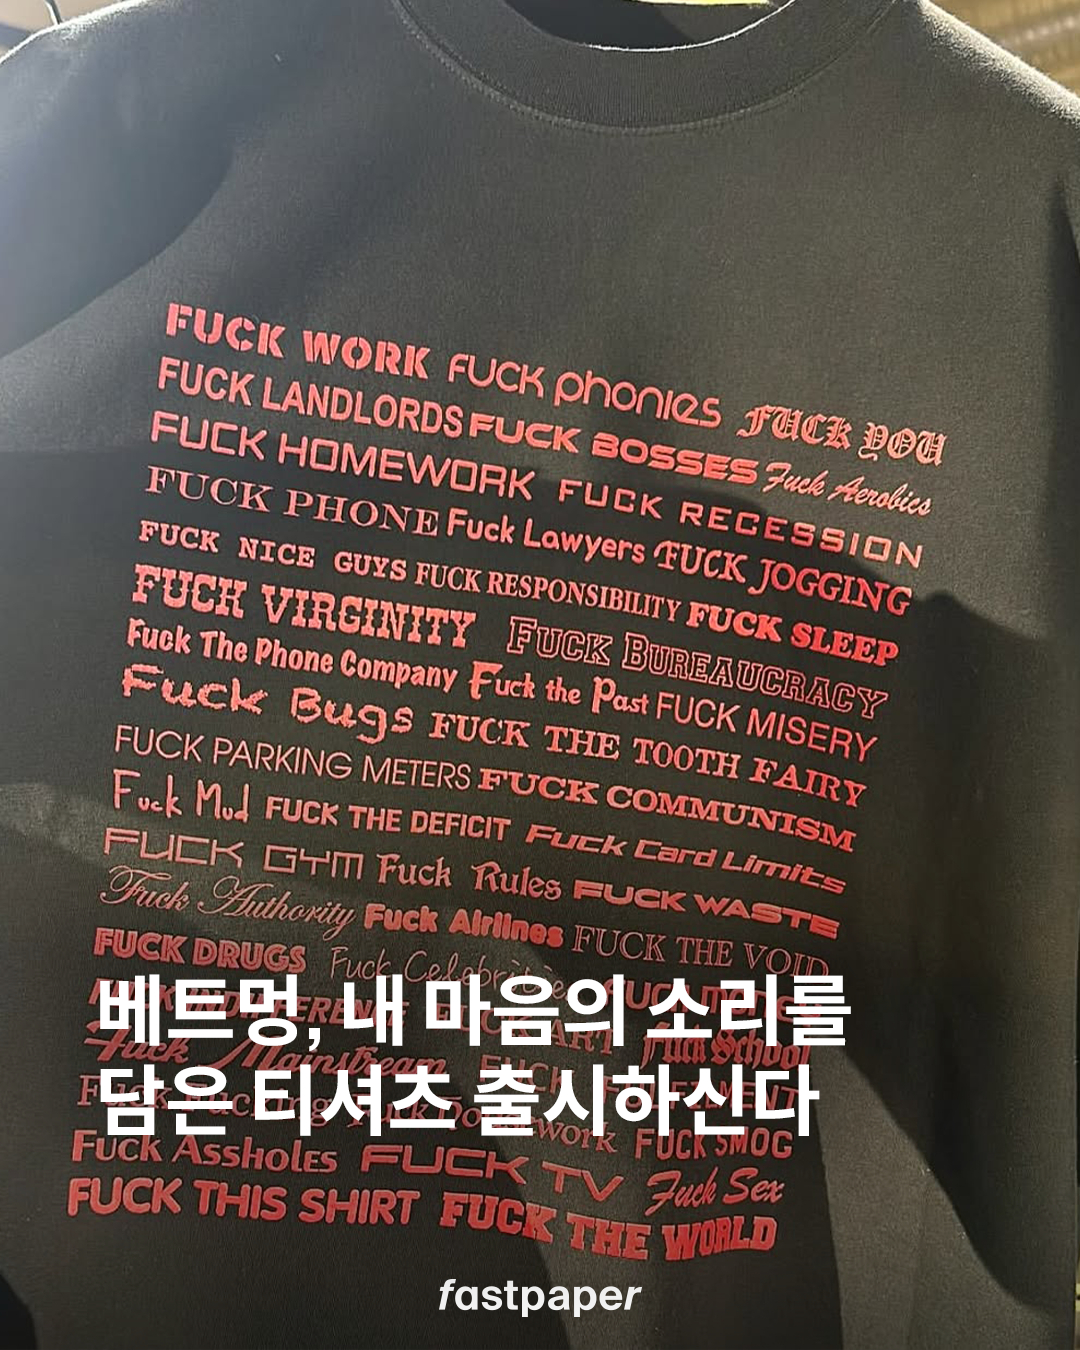 FUCK WORK FUCK phonies FUCK YOU
FUCK LANDLORDS FUCK BOSSES Fuck Aerobics
FUCK HOMEWORK FUCK RECESSION
FUCK PHONE Fuck Lawyers FUCK JOGGING
FUCK NICE GUYS FUCK RESPONSIBILITY FUCK SLEEP
FUCK VIRGINITY FUCK BUREAUCRACY
Fuck The Phone Company Fuck the Past FUCK MISERY
Fuck Bugs FUCK THE TOOTH FAIRY
FUCK PARKING METERS FUCK COMMUNISM
Fuck Mud FUCK THE DEFICIT Fuck Card Limits
FUCK GYM Fuck Rules FUCK WASTE
Fuck Authority Fuck Airlines FUCK THE VOID
FUCK DRUGS Fuck Celebrities
베트멍, 내 마음의 소리를
ART Fuck School
Fuck Mainstream FUCK
담은 티셔츠 출시하신다
FUCK SMOG
Fuck Assholes FUCK TV Fuck Sex
FUCK THIS SHIRT FUCK THE WORLD
fastpaper